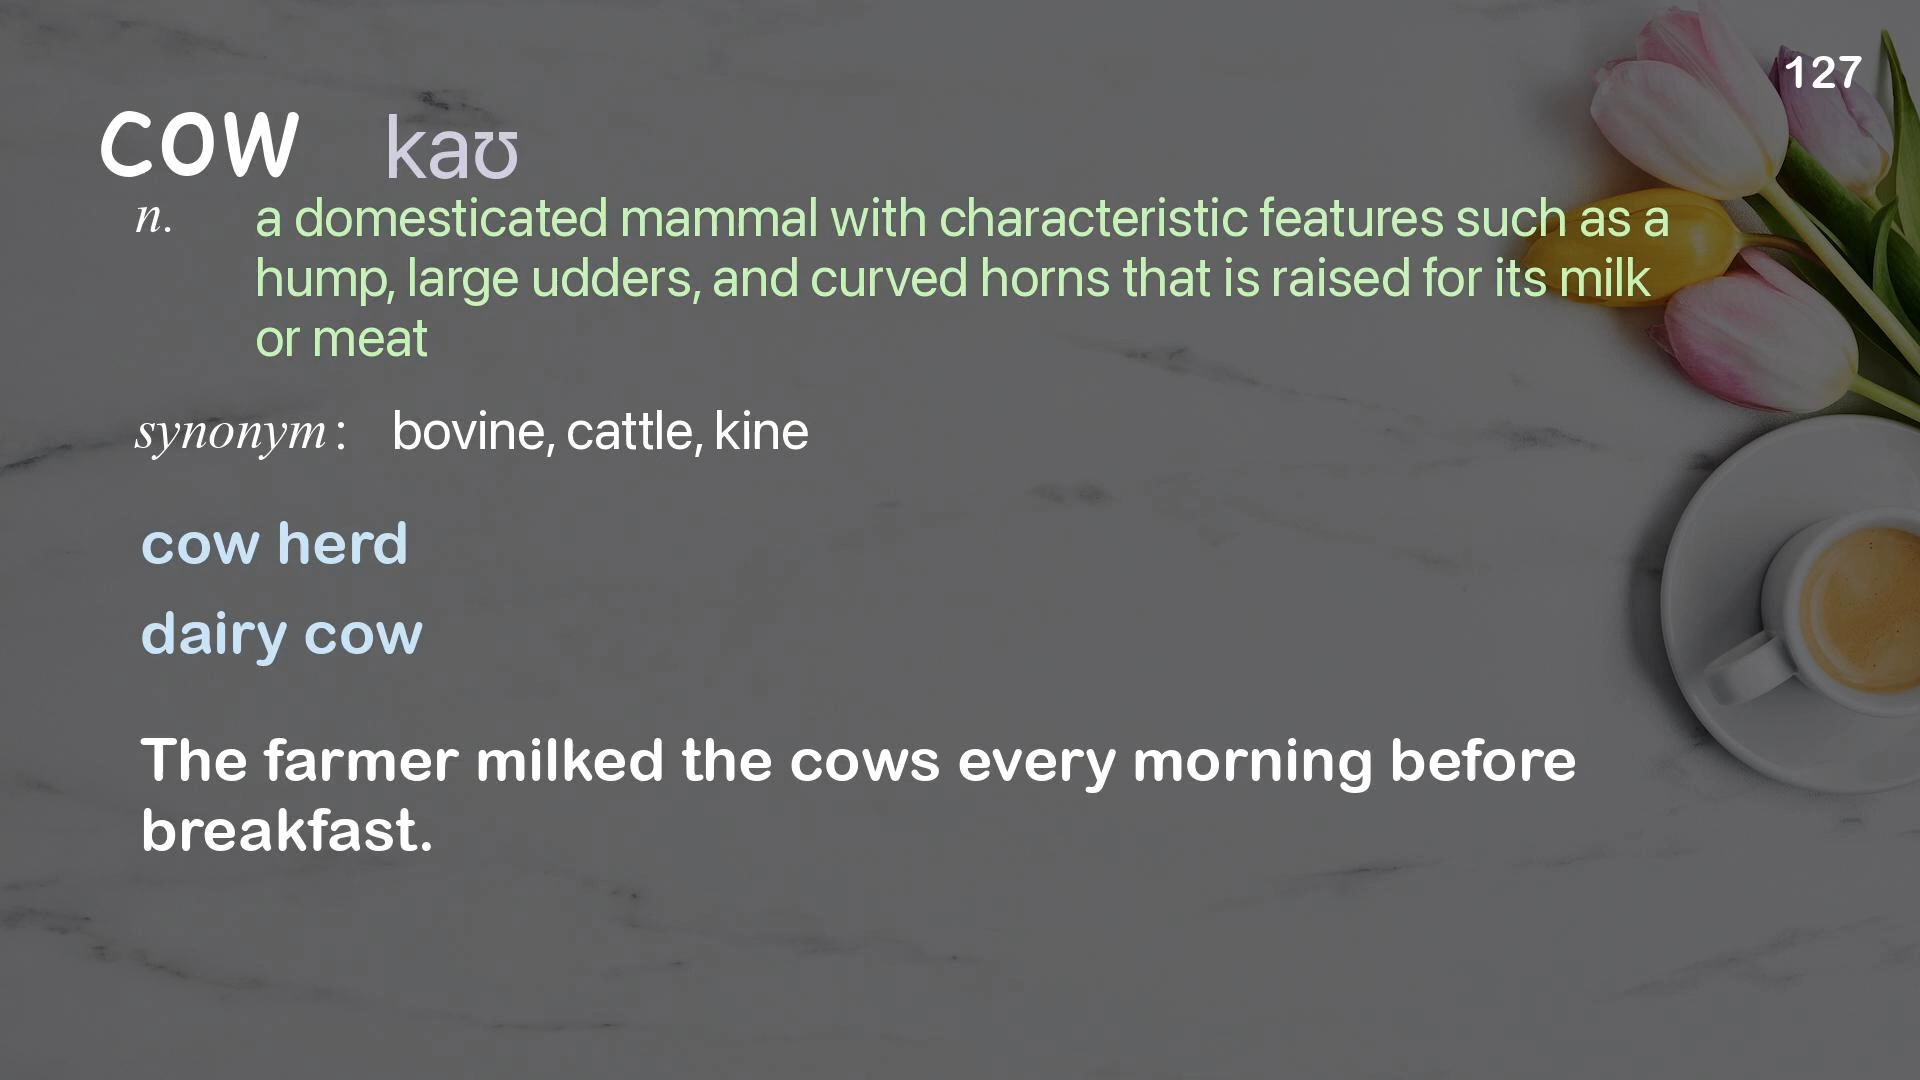 127
cow kaʊ
n. a domesticated mammal with characteristic features such as a
hump, large udders, and curved horns that is raised for its milk
or meat
synonym: bovine, cattle, kine
cow herd
dairy cow
The farmer milked the cows every morning before
breakfast.